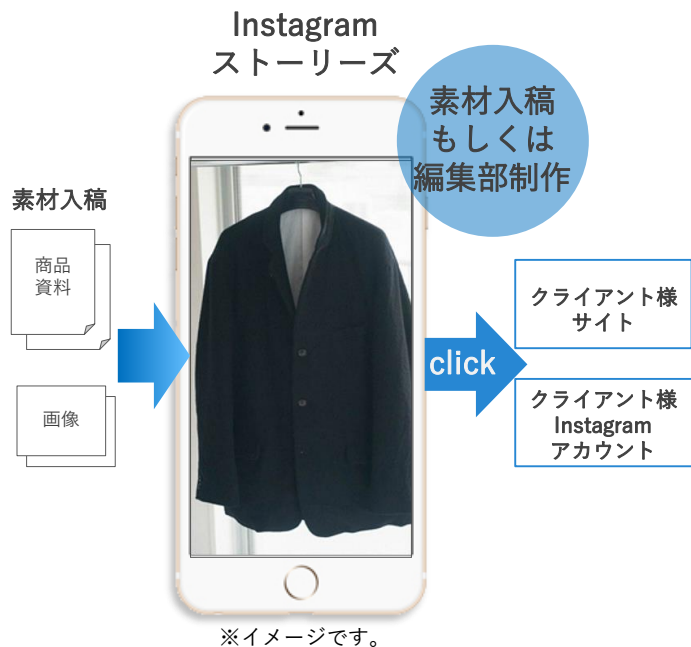 Instagram
ストーリーズ
素材入稿
もしくは
編集部制作
素材入稿
商品
資料
画像
click
クライアント様
サイト
クライアント様
Instagram
アカウント
※イメージです。